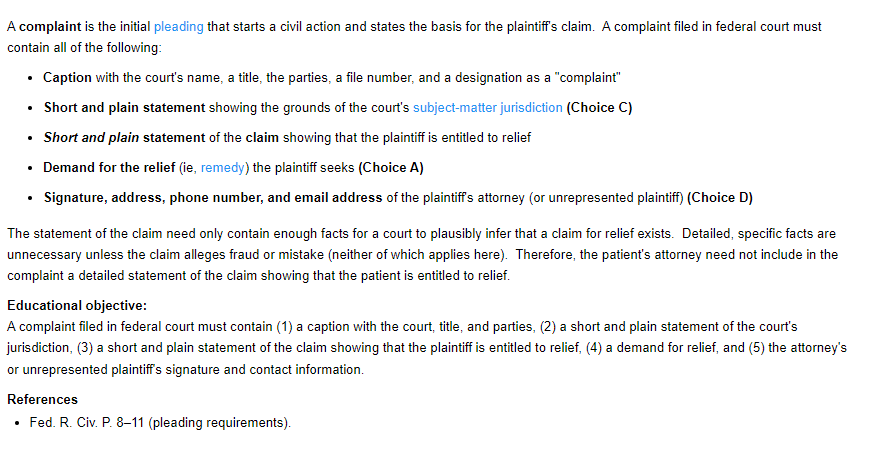 A complaint is the initial pleading that starts a civil action and states the basis for the plaintiff's claim.  A complaint filed in federal court must
contain all of the following:
• Caption with the court's name, a title, the parties, a file number, and a designation as a "complaint"
• Short and plain statement showing the grounds of the court's subject-matter jurisdiction (Choice C)
• Short and plain statement of the claim showing that the plaintiff is entitled to relief
• Demand for the relief (ie, remedy) the plaintiff seeks (Choice A)
• Signature, address, phone number, and email address of the plaintiff's attorney (or unrepresented plaintiff) (Choice D)
The statement of the claim need only contain enough facts for a court to plausibly infer that a claim for relief exists.  Detailed, specific facts are
unnecessary unless the claim alleges fraud or mistake (neither of which applies here).  Therefore, the patient's attorney need not include in the
complaint a detailed statement of the claim showing that the patient is entitled to relief.
Educational objective:
A complaint filed in federal court must contain (1) a caption with the court, title, and parties, (2) a short and plain statement of the court's
jurisdiction, (3) a short and plain statement of the claim showing that the plaintiff is entitled to relief, (4) a demand for relief, and (5) the attorney's
or unrepresented plaintiff's signature and contact information.
References
• Fed. R. Civ. P. 8–11 (pleading requirements).